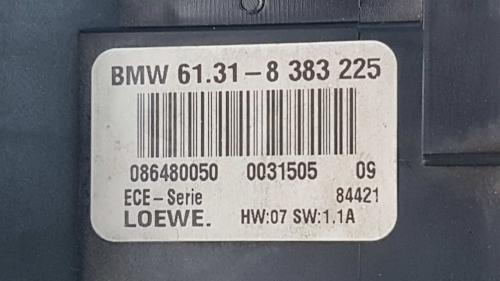 BMW 61.31-8 383 225
086480050 0031505 09
ECE-Serie 84421
LOEWE. HW:07 SW:1.1A